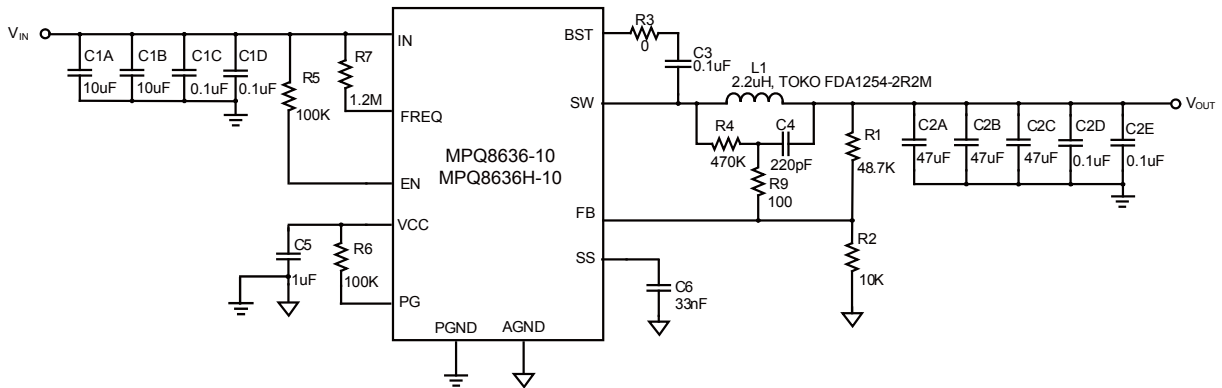 V_IN
C1A
10uF
C1B
10uF
C1C
0.1uF
C1D
0.1uF
R5
100K
R7
1.2M
IN
FREQ
EN
VCC
PG
PGND
AGND
BST
SW
FB
SS
MPQ8636-10
MPQ8636H-10
C5
1uF
R6
100K
R3
0
C3
0.1uF
L1
2.2uH, TOKO FDA1254-2R2M
R4
470K
C4
220pF
R9
100
R1
48.7K
R2
10K
C6
33nF
C2A
47uF
C2B
47uF
C2C
47uF
C2D
0.1uF
C2E
0.1uF
V_OUT